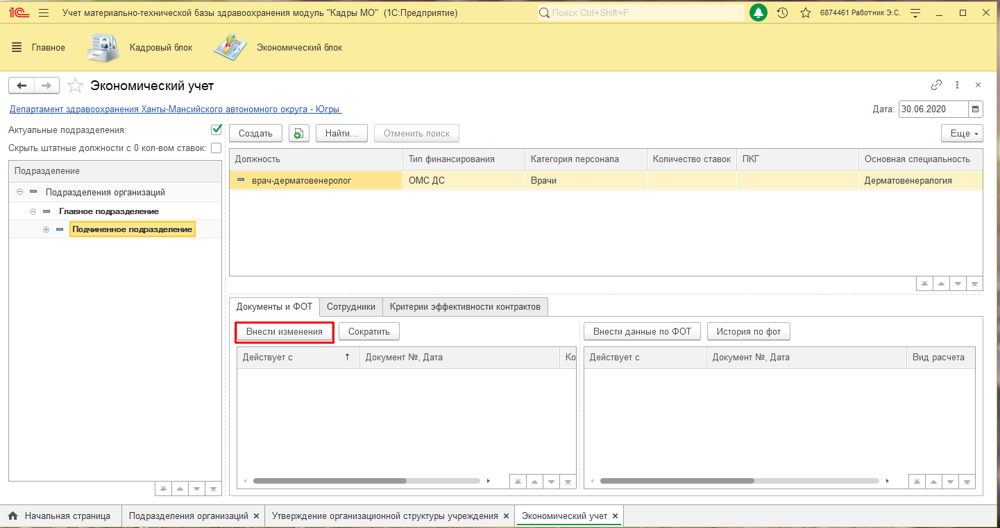 1С Учет материально-технической базы здравоохранения модуль "Кадры МО" (1С:Предприятие) Поиск Ctrl+Shift+F 6874461 Работник Э.С.
Главное Кадровый блок Экономический блок
Экономический учет
Департамент здравоохранения Ханты-Мансийского автономного округа - Югры Дата: 30.06.2020
Актуальные подразделения:
Скрыть штатные должности с 0 кол-вом ставок:
Подразделение
Подразделения организаций
Главное подразделение
Подчиненное подразделение
Создать Найти... Отменить поиск Еще
Должность Тип финансирования Категория персонала Количество ставок ПКГ Основная специальность
врач-дерматовенеролог ОМС ДС Врачи Дерматовенералогия
Документы и ФОТ Сотрудники Критерии эффективности контрактов
Внести изменения Сократить Внести данные по ФОТ История по фот
Действует с Документ №, Дата Ко Действует с Документ №, Дата Вид расчета
Начальная страница Подразделения организаций Утверждение организационной структуры учреждения Экономический учет